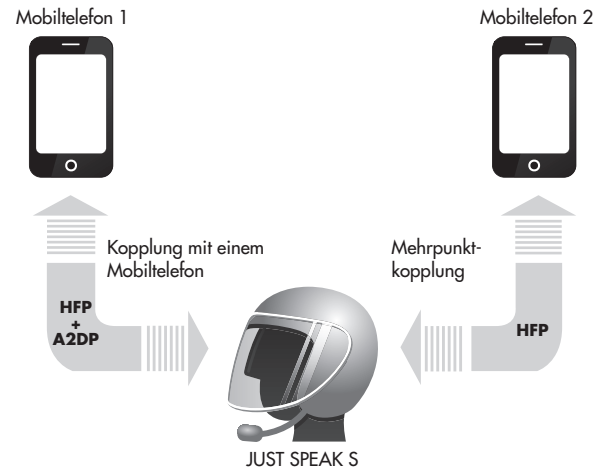 Mobiltelefon 1
Mobiltelefon 2
Kopplung mit einem
Mobiltelefon
Mehrpunkt-
kopplung
HFP
+
A2DP
HFP
JUST SPEAK S